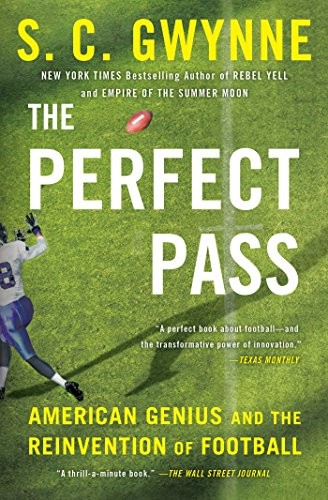 S. C. GWYNNE
NEW YORK TIMES Bestselling Author of REBEL YELL
and EMPIRE OF THE SUMMER MOON
THE
PERFECT
PASS
8
"A perfect book about football—and
the transformative power of innovation."
—TEXAS MONTHLY
AMERICAN GENIUS AND THE
REINVENTION OF FOOTBALL
"A thrill-a-minute book." —THE WALL STREET JOURNAL